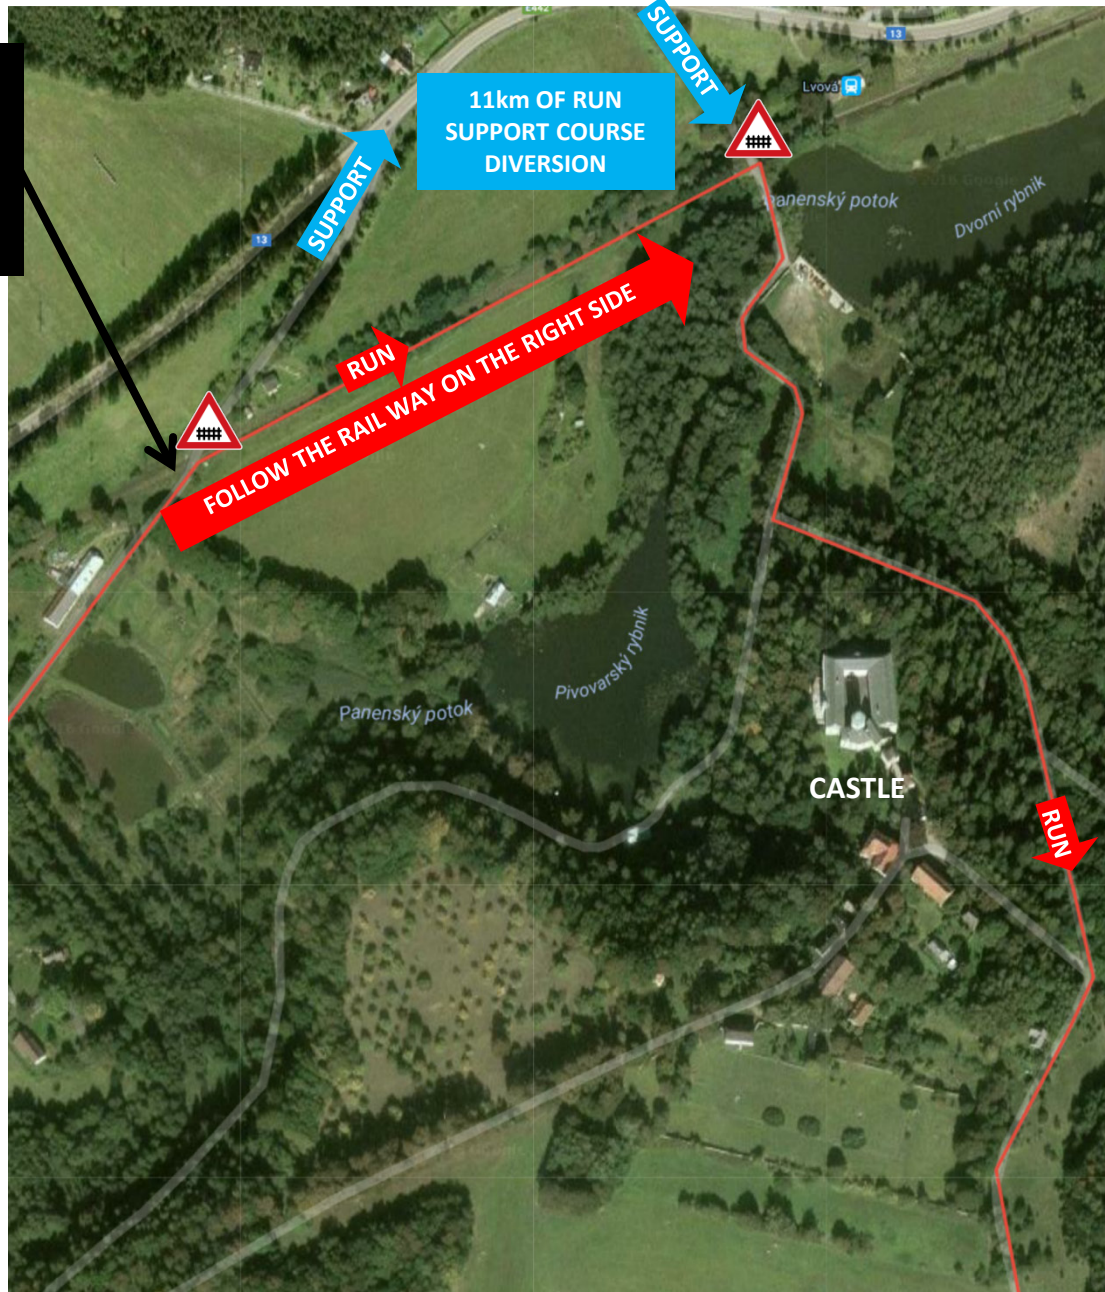 E442
13
SUPPORT
Lvová
11km OF RUN
SUPPORT COURSE
DIVERSION
SUPPORT
13
Panenský potok
Dvorní rybník
RUN
FOLLOW THE RAIL WAY ON THE RIGHT SIDE
Pivovarský rybník
Panenský potok
CASTLE
RUN